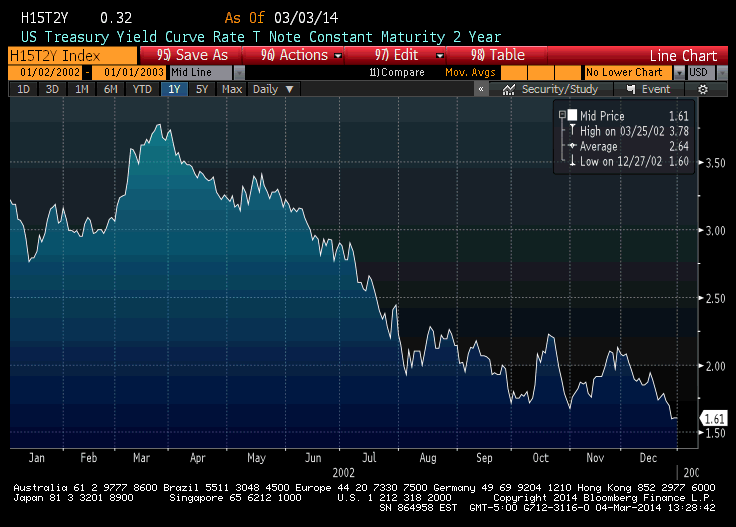 H15T2Y 0.32 As Of 03/03/14
US Treasury Yield Curve Rate T Note Constant Maturity 2 Year
H15T2Y Index 95) Save As 96) Actions 97) Edit 98) Table Line Chart
01/02/2002 - 01/01/2003 Mid Line 11) Compare Mov. Avgs No Lower Chart USD
1D 3D 1M 6M YTD 1Y 5Y Max Daily ▼ « Security/Study Event
Mid Price 1.61
High on 03/25/02 3.78
Average 2.64
Low on 12/27/02 1.60
3.50
3.00
2.50
2.00
1.61
1.50
Jan Feb Mar Apr May Jun Jul Aug Sep Oct Nov Dec
2002
Australia 61 2 9777 8600 Brazil 5511 3048 4500 Europe 44 20 7330 7500 Germany 49 69 9204 1210 Hong Kong 852 2977 6000
Japan 81 3 3201 8900 Singapore 65 6212 1000 U.S. 1 212 318 2000 Copyright 2014 Bloomberg Finance L.P.
SN 864958 EST GMT-5:00 G712-3116-0 04-Mar-2014 13:28:42